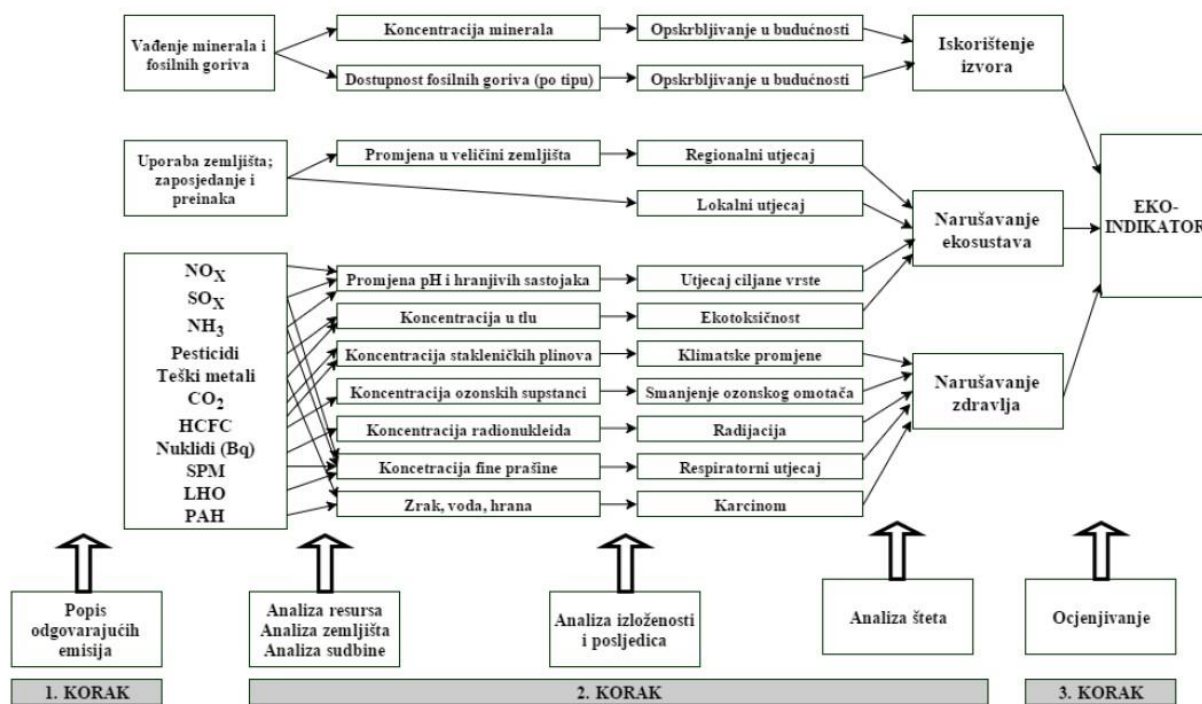 Vađenje minerala i
fosilnih goriva
Koncentracija minerala
Opskrbljivanje u budućnosti
Dostupnost fosilnih goriva (po tipu)
Opskrbljivanje u budućnosti
Iskorištenje
izvora
Uporaba zemljišta;
zaposjedanje i
preinaka
Promjena u veličini zemljišta
Regionalni utjecaj
Lokalni utjecaj
Narušavanje
ekosustava
EKO-
INDIKATOR
NOX
SOX
NH3
Pesticidi
Teški metali
CO2
HCFC
Nuklidi (Bq)
SPM
LHO
PAH
Promjena pH i hranjivih sastojaka
Utjecaj ciljane vrste
Koncentracija u tlu
Ekotoksičnost
Koncentracija stakleničkih plinova
Klimatske promjene
Koncentracija ozonskih supstanci
Smanjenje ozonskog omotača
Koncentracija radionukleida
Radijacija
Koncetracija fine prašine
Respiratorni utjecaj
Zrak, voda, hrana
Karcinom
Narušavanje
zdravlja
Popis
odgovarajućih
emisija
Analiza resursa
Analiza zemljišta
Analiza sudbine
Analiza izloženosti
i posljedica
Analiza šteta
Ocjenjivanje
1. KORAK
2. KORAK
3. KORAK